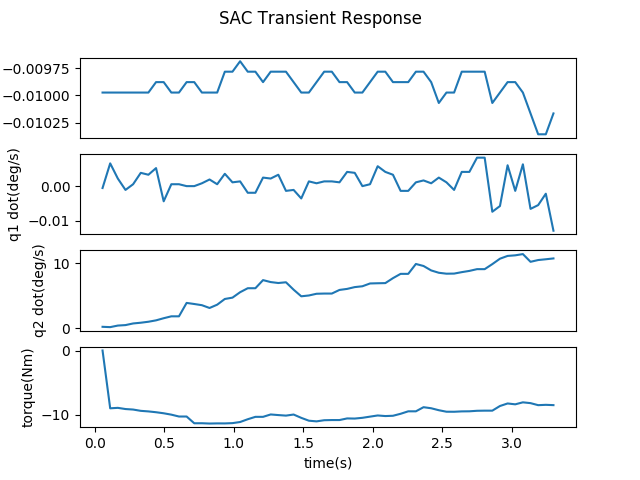 SAC Transient Response
−0.00975
−0.01000
−0.01025
q1 dot(deg/s)
0.00
−0.01
q2 dot(deg/s)
10
0
torque(Nm)
0
−10
0.0 0.5 1.0 1.5 2.0 2.5 3.0
time(s)